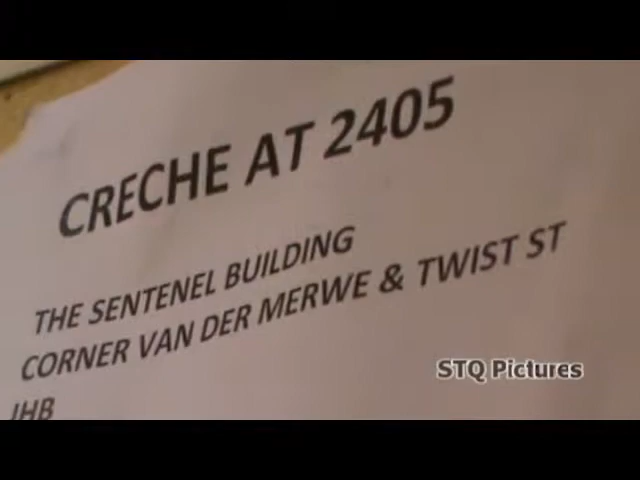 CRECHE AT 2405
THE SENTENEL BUILDING
CORNER VAN DER MERWE & TWIST ST
JHB
STQ Pictures